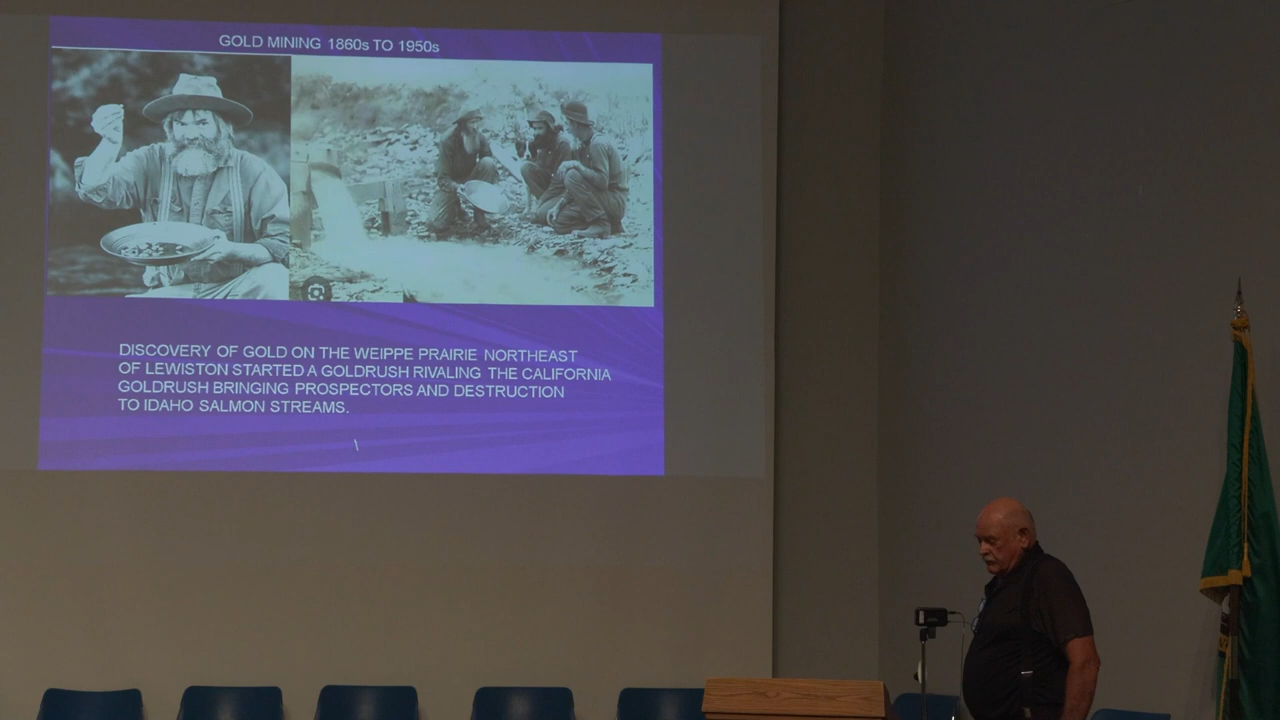 GOLD MINING 1860s TO 1950s
DISCOVERY OF GOLD ON THE WEIPPE PRAIRIE NORTHEAST
OF LEWISTON STARTED A GOLDRUSH RIVALING THE CALIFORNIA
GOLDRUSH BRINGING PROSPECTORS AND DESTRUCTION
TO IDAHO SALMON STREAMS.
\